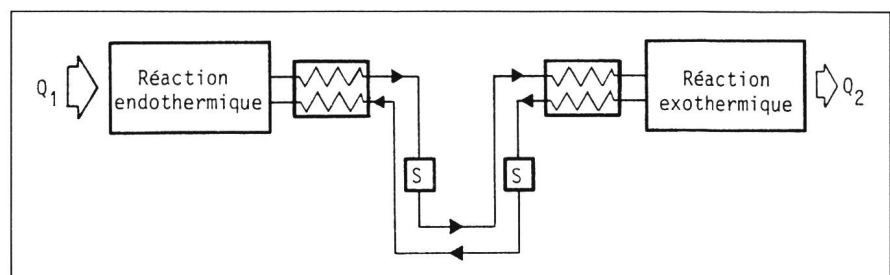 Q1
Réaction
endothermique
Réaction
exothermique
Q2
S
S